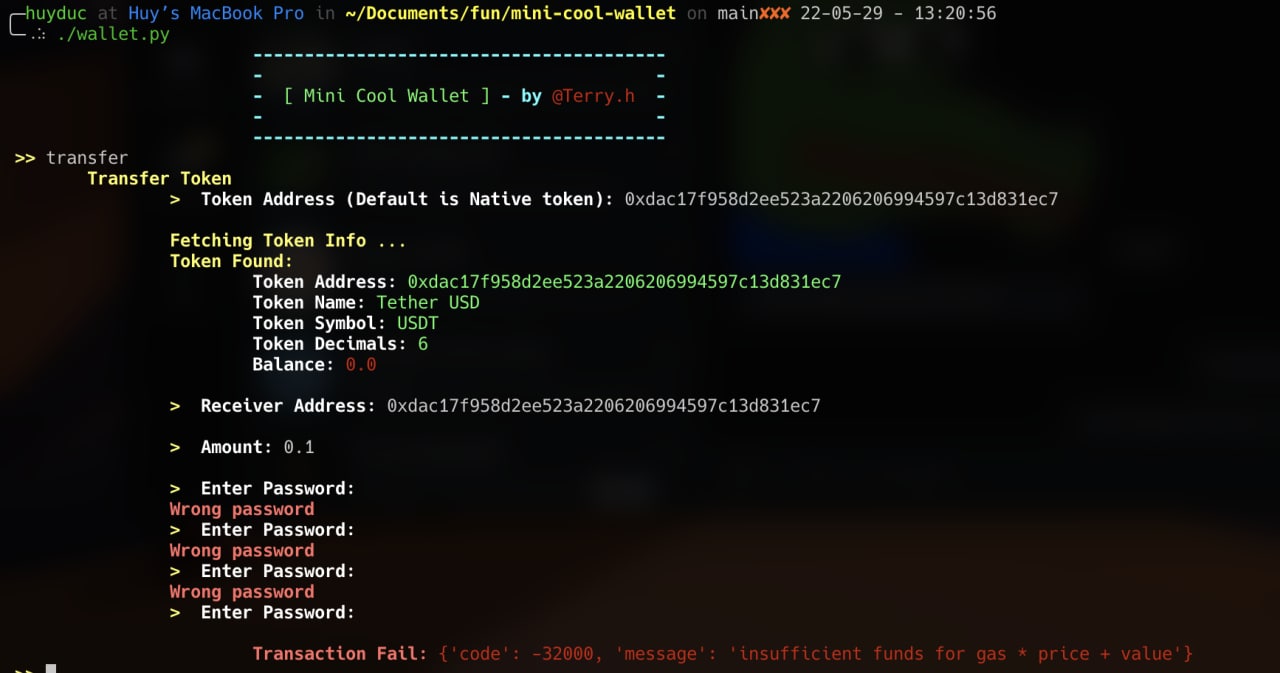 huyduc at Huy’s MacBook Pro in ~/Documents/fun/mini-cool-wallet on main✘✘✘ 22-05-29 - 13:20:56
./wallet.py
----------------------------------------
- -
- [ Mini Cool Wallet ] - by @Terry.h -
- -
----------------------------------------
>> transfer
Transfer Token
> Token Address (Default is Native token): 0xdac17f958d2ee523a2206206994597c13d831ec7
Fetching Token Info ...
Token Found:
Token Address: 0xdac17f958d2ee523a2206206994597c13d831ec7
Token Name: Tether USD
Token Symbol: USDT
Token Decimals: 6
Balance: 0.0
> Receiver Address: 0xdac17f958d2ee523a2206206994597c13d831ec7
> Amount: 0.1
> Enter Password:
Wrong password
> Enter Password:
Wrong password
> Enter Password:
Wrong password
> Enter Password:
Transaction Fail: {'code': -32000, 'message': 'insufficient funds for gas * price + value'}
>>